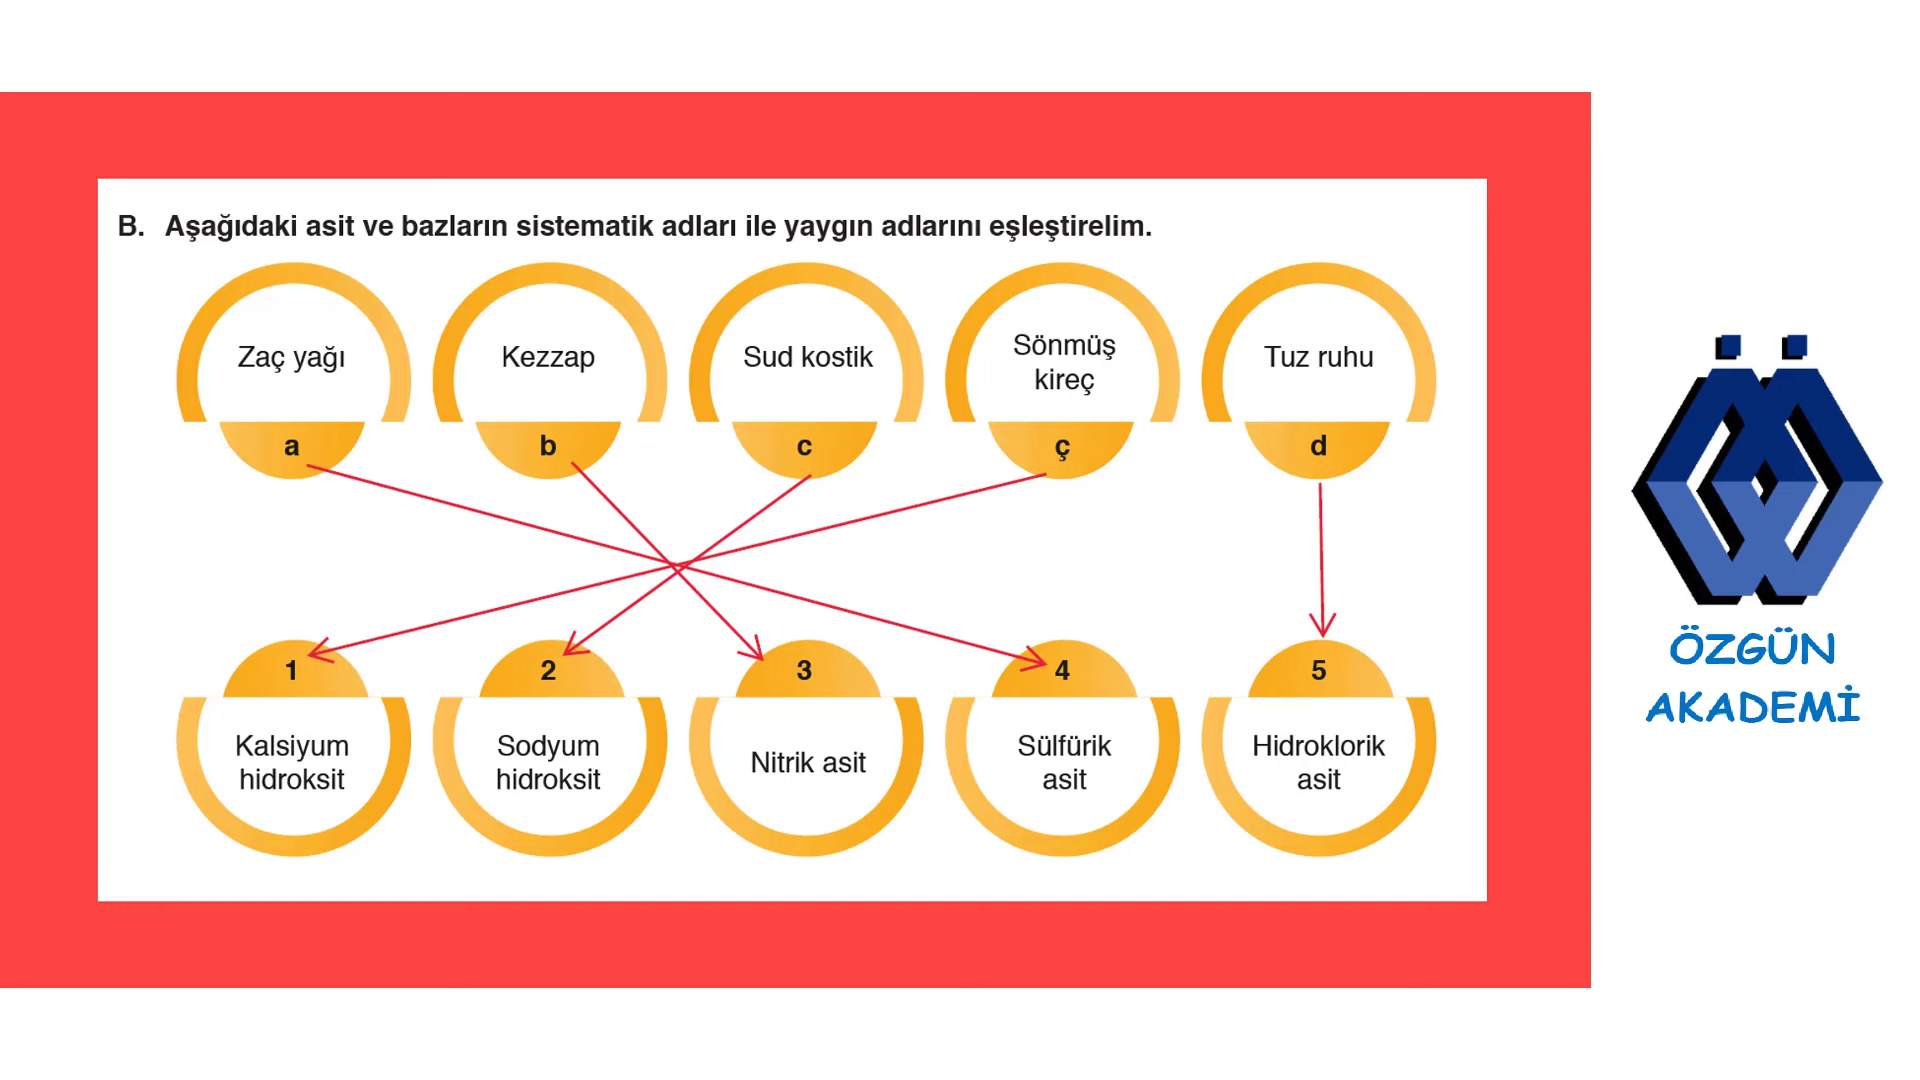 B. Aşağıdaki asit ve bazların sistematik adları ile yaygın adlarını eşleştirelim.
Zaç yağı
Kezzap
Sud kostik
Sönmüş
kireç
Tuz ruhu
a
b
c
ç
d
1
2
3
4
5
Kalsiyum
hidroksit
Sodyum
hidroksit
Nitrik asit
Sülfürik
asit
Hidroklorik
asit
ÖZGÜN
AKADEMİ